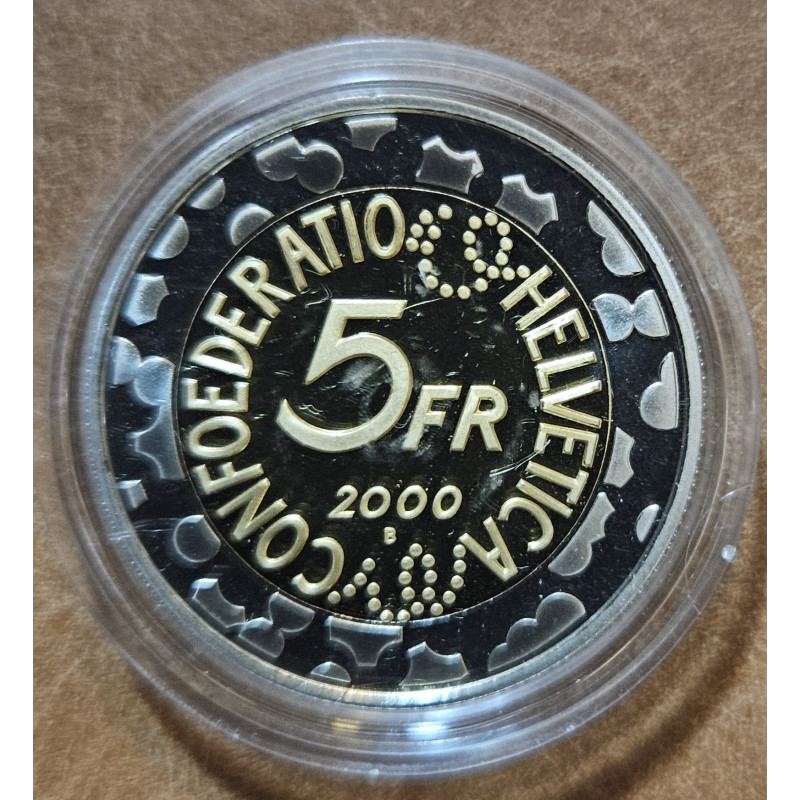 CONFOEDERATIO HELVETICA
5 FR
2000
B